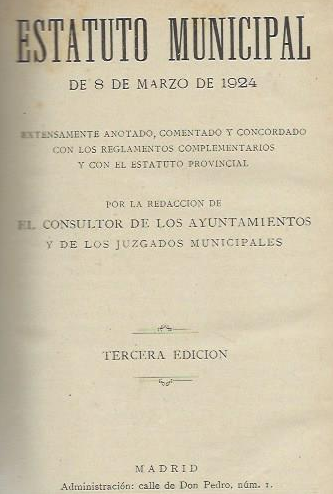 ESTATUTO MUNICIPAL
DE 8 DE MARZO DE 1924
EXTENSAMENTE ANOTADO, COMENTADO Y CONCORDADO
CON LOS REGLAMENTOS COMPLEMENTARIOS
Y CON EL ESTATUTO PROVINCIAL
POR LA REDACCION DE
EL CONSULTOR DE LOS AYUNTAMIENTOS
Y DE LOS JUZGADOS MUNICIPALES
TERCERA EDICION
MADRID
Administración: calle de Don Pedro, núm. 1.